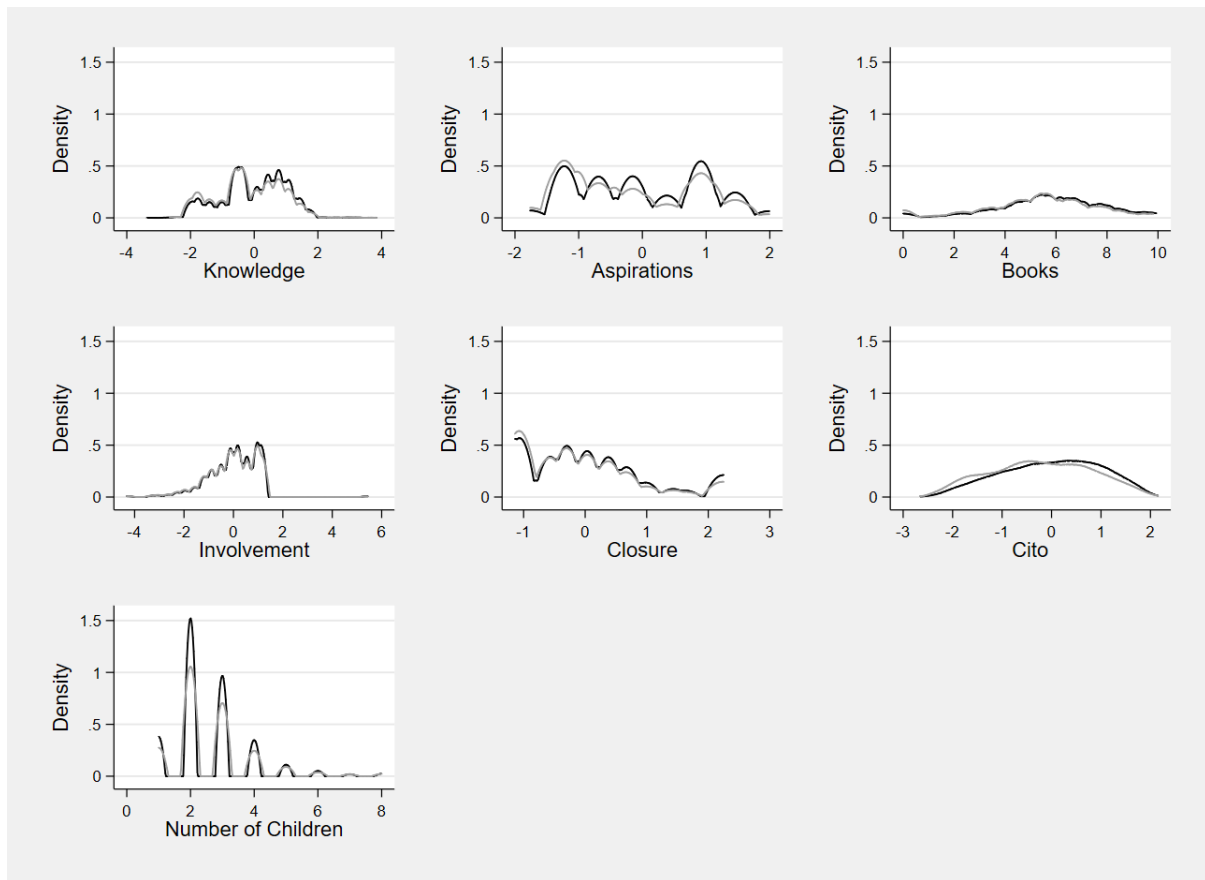 Density
1.5
1
.5
0
-4 -2 0 2 4
Knowledge
Density
1.5
1
.5
0
-2 -1 0 1 2
Aspirations
Density
1.5
1
.5
0
0 2 4 6 8 10
Books
Density
1.5
1
.5
0
-4 -2 0 2 4 6
Involvement
Density
1.5
1
.5
0
-1 0 1 2 3
Closure
Density
1.5
1
.5
0
-3 -2 -1 0 1 2
Cito
Density
1.5
1
.5
0
0 2 4 6 8
Number of Children